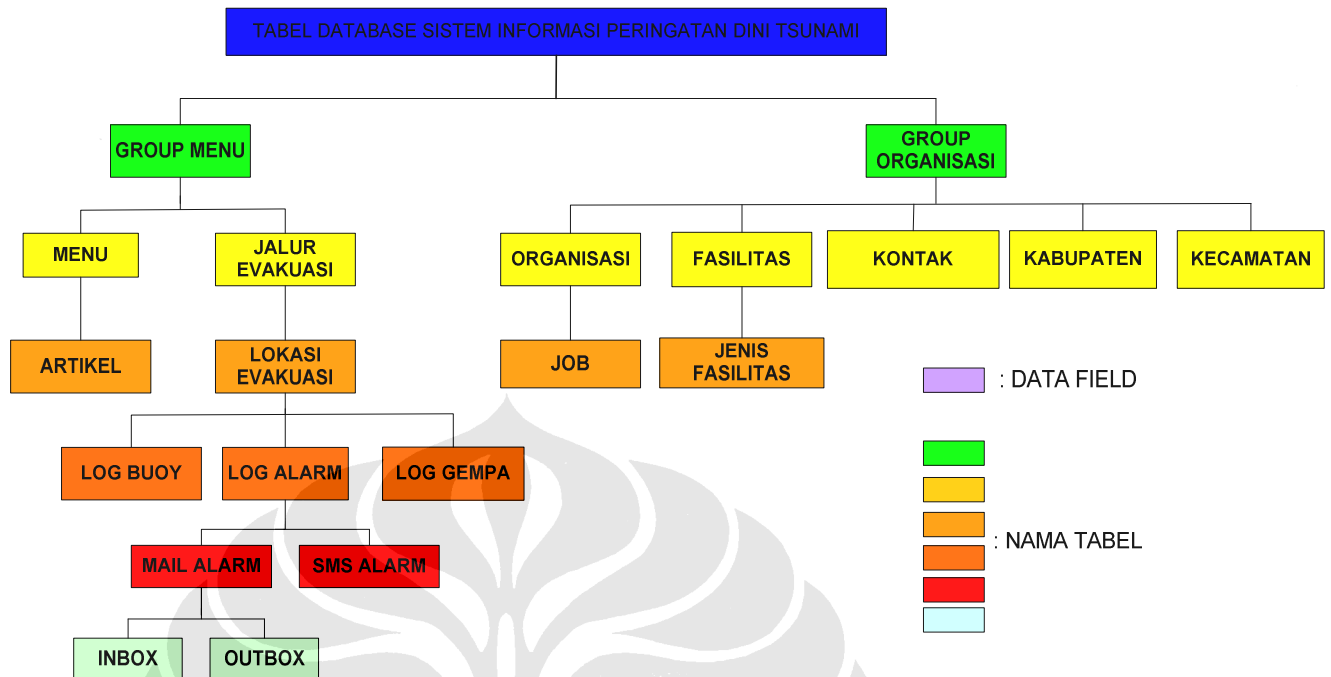 TABEL DATABASE SISTEM INFORMASI PERINGATAN DINI TSUNAMI
GROUP MENU
GROUP
ORGANISASI
MENU
JALUR
EVAKUASI
ORGANISASI
FASILITAS
KONTAK
KABUPATEN
KECAMATAN
ARTIKEL
LOKASI
EVAKUASI
JOB
JENIS
FASILITAS
: DATA FIELD
LOG BUOY
LOG ALARM
LOG GEMPA
: NAMA TABEL
MAIL ALARM
SMS ALARM
INBOX
OUTBOX